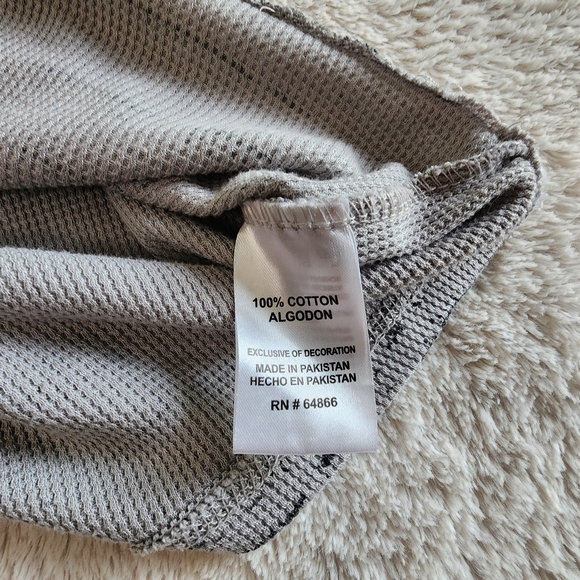 100% COTTON
ALGODON
EXCLUSIVE OF DECORATION
MADE IN PAKISTAN
HECHO EN PAKISTAN
RN # 64866